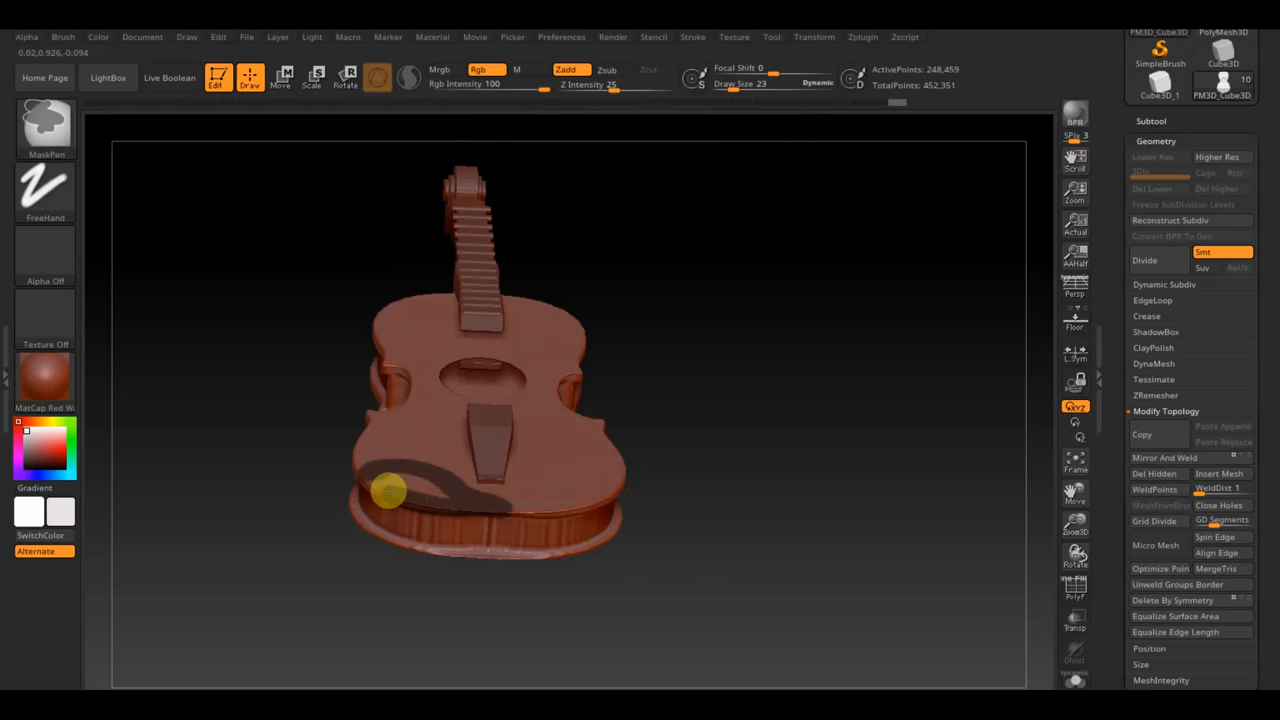 Alpha Brush Color Document Draw Edit File Layer Light Macro Marker Material Movie Picker Preferences Render Stencil Stroke Texture Tool Transform Zplugin Zscript
0.02,0.926,-0.094
PM3D_Cube3D PolyMesh3D
SimpleBrush Cube3D
Cube3D_1 PM3D_Cube3D_
10
Home Page LightBox Live Boolean Edit Draw Move Scale Rotate
Mrgb Rgb M Zadd Zsub Zcut
Rgb Intensity 100 Z Intensity 25
Focal Shift 0
Draw Size 23 Dynamic
S D
ActivePoints: 248,459
TotalPoints: 452,351
MaskPen
FreeHand
Alpha Off
Texture Off
MatCap Red Wa
Gradient
SwitchColor
Alternate
BPR
SPix 3
Scroll
Zoom
Actual
AAHalf
Dynamic
Persp
Floor
L.Sym
XYZ
Frame
Move
Zoom3D
Rotate
PolyF
Transp
Ghost
Dynamic
Subtool
Geometry
Lower Res Higher Res
SDiv Cage Rstr
Del Lower Del Higher
Freeze SubDivision Levels
Reconstruct Subdiv
Convert BPR To Geo
Divide Smt
Suv ReUV
Dynamic Subdiv
EdgeLoop
Crease
ShadowBox
ClayPolish
DynaMesh
Tessimate
ZRemesher
Modify Topology
Copy Paste Append
Paste Replace
Mirror And Weld
Del Hidden Insert Mesh
WeldPoints WeldDist 1
MeshFromBrp Close Holes
Grid Divide GD Segments
Micro Mesh Spin Edge
Align Edge
Optimize Poin MergeTris
Unweld Groups Border
Delete By Symmetry
Equalize Surface Area
Equalize Edge Length
Position
Size
MeshIntegrity